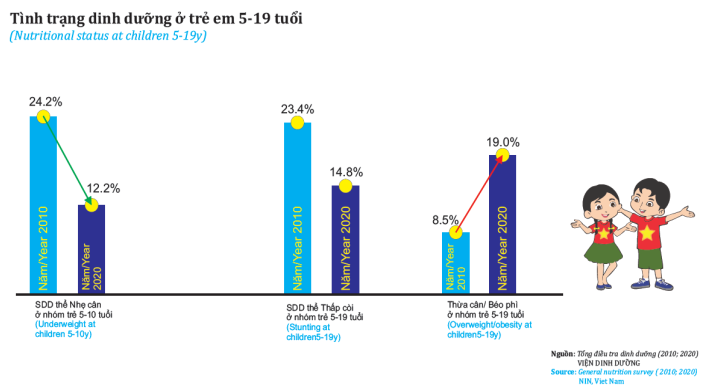 Tình trạng dinh dưỡng ở trẻ em 5-19 tuổi
(Nutritional status at children 5-19y)
24.2%
12.2%
23.4%
14.8%
8.5%
19.0%
Năm/Year 2010
Năm/Year
2020
Năm/Year 2010
Năm/Year 2020
Năm/Year
2010
Năm/Year 2020
SDD thể Nhẹ cân
ở nhóm trẻ 5-10 tuổi
(Underweight at
children 5-10y)
SDD thể Thấp còi
ở nhóm trẻ 5-19 tuổi
(Stunting at
children5-19y)
Thừa cân/ Béo phì
ở nhóm trẻ 5-19 tuổi
(Overweight/obesity at
children5-19y)
Nguồn: Tổng điều tra dinh dưỡng (2010; 2020)
VIỆN DINH DƯỠNG
Source: General nutrition survey ( 2010; 2020)
NIN, Viet Nam